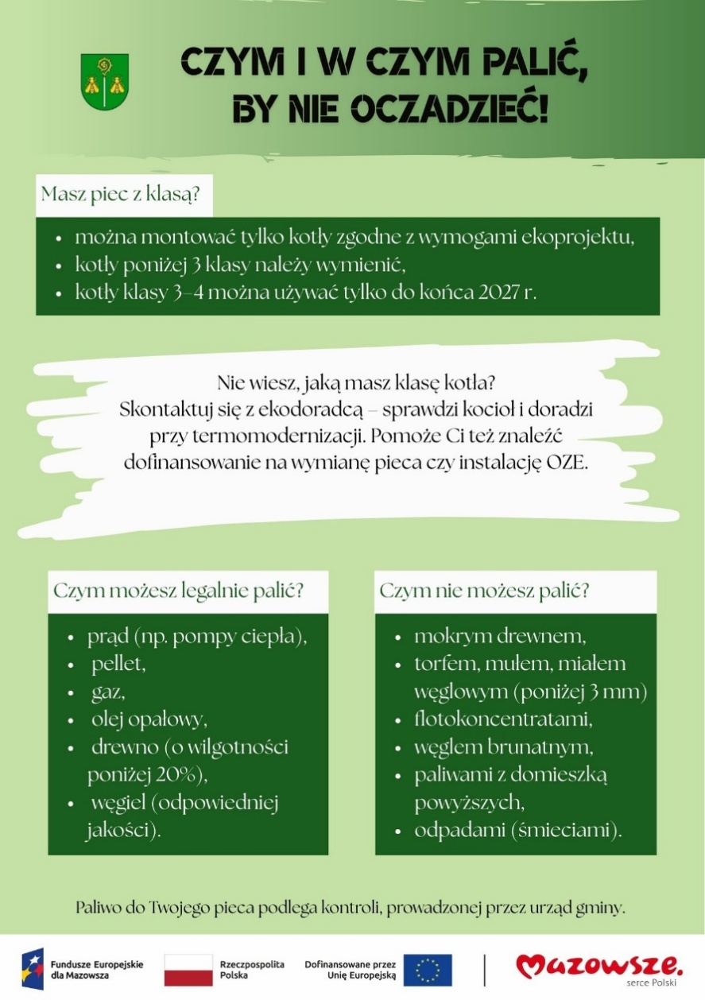 CZYM I W CZYM PALIĆ,
BY NIE OCZADZIEĆ!
Masz piec z klasą?
• można montować tylko kotły zgodne z wymogami ekoprojektu,
• kotły poniżej 3 klasy należy wymienić,
• kotły klasy 3–4 można używać tylko do końca 2027 r.
Nie wiesz, jaką masz klasę kotła?
Skontaktuj się z ekodoradcą – sprawdzi kocioł i doradzi
przy termomodernizacji. Pomoże Ci też znaleźć
dofinansowanie na wymianę pieca czy instalację OZE.
Czym możesz legalnie palić?
• prąd (np. pompy ciepła),
• pellet,
• gaz,
• olej opałowy,
• drewno (o wilgotności
poniżej 20%),
• węgiel (odpowiedniej
jakości).
Czym nie możesz palić?
• mokrym drewnem,
• torfem, mułem, miałem
węglowym (poniżej 3 mm)
• flotokoncentratami,
• węglem brunatnym,
• paliwami z domieszką
powyższych,
• odpadami (śmieciami).
Paliwo do Twojego pieca podlega kontroli, prowadzonej przez urząd gminy.
Fundusze Europejskie
dla Mazowsza
Rzeczpospolita
Polska
Dofinansowane przez
Unię Europejską
Mazowsze.
serce Polski